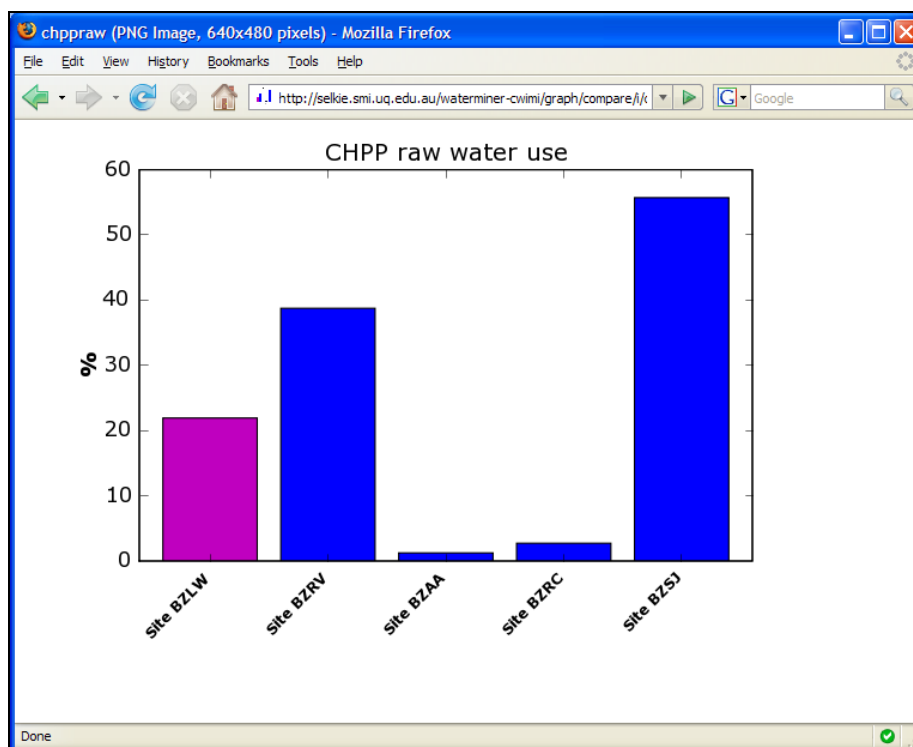 chppraw (PNG Image, 640x480 pixels) - Mozilla Firefox
File Edit View History Bookmarks Tools Help
http://selkie.smi.uq.edu.au/waterminer-cwimi/graph/compare/i/c
G Google
CHPP raw water use
60
50
40
30
20
10
0
%
Site BZLW
Site BZRV
Site BZAA
Site BZRC
Site BZSJ
Done